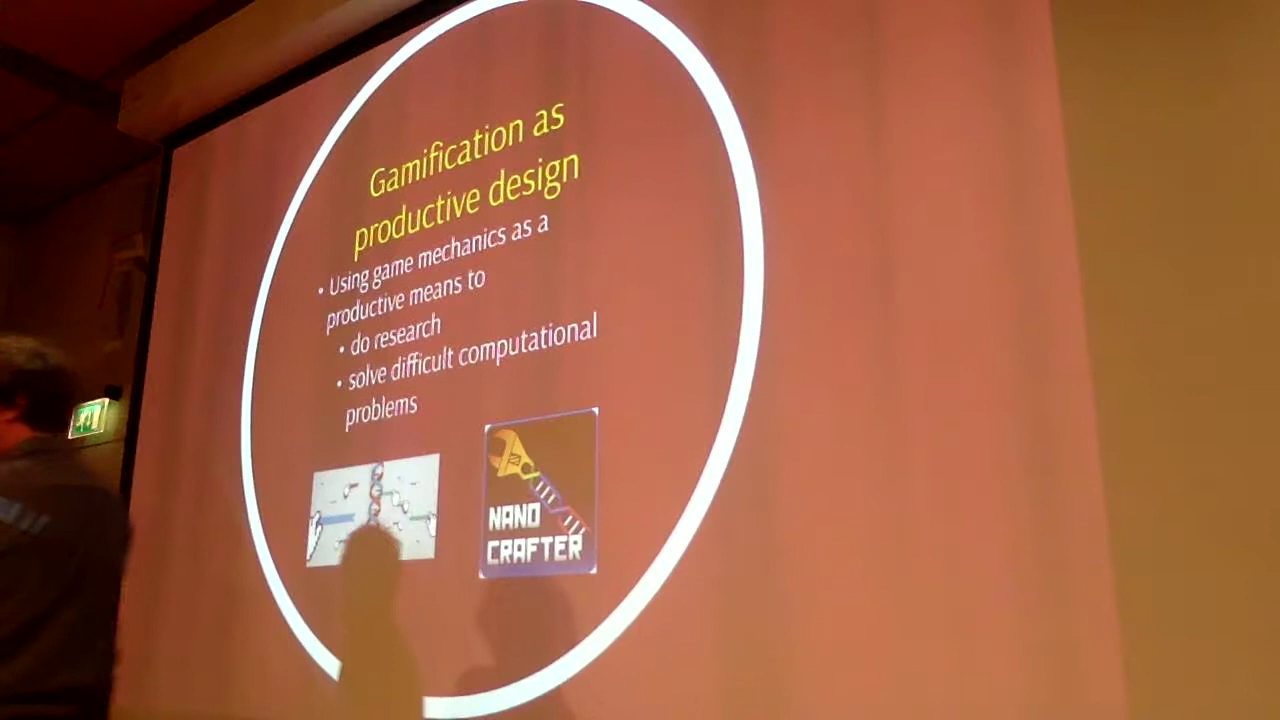 Gamification as
productive design
• Using game mechanics as a
productive means to
• do research
• solve difficult computational
problems
NANO
CRAFTER